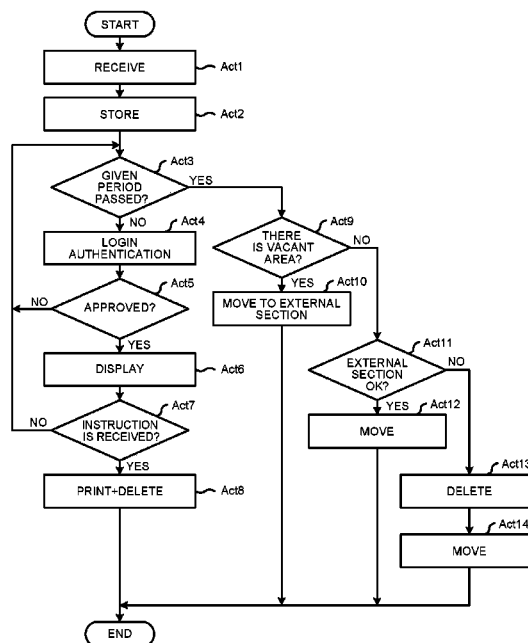 START
RECEIVE
Act1
STORE
Act2
Act3
GIVEN
PERIOD
PASSED?
YES
NO
Act4
LOGIN
AUTHENTICATION
Act5
NO
APPROVED?
YES
DISPLAY
Act6
Act7
NO
INSTRUCTION
IS RECEIVED?
YES
PRINT+DELETE
Act8
Act9
THERE
IS VACANT
AREA?
NO
YES
Act10
MOVE TO EXTERNAL
SECTION
Act11
EXTERNAL
SECTION
OK?
NO
YES
Act12
MOVE
Act13
DELETE
Act14
MOVE
END